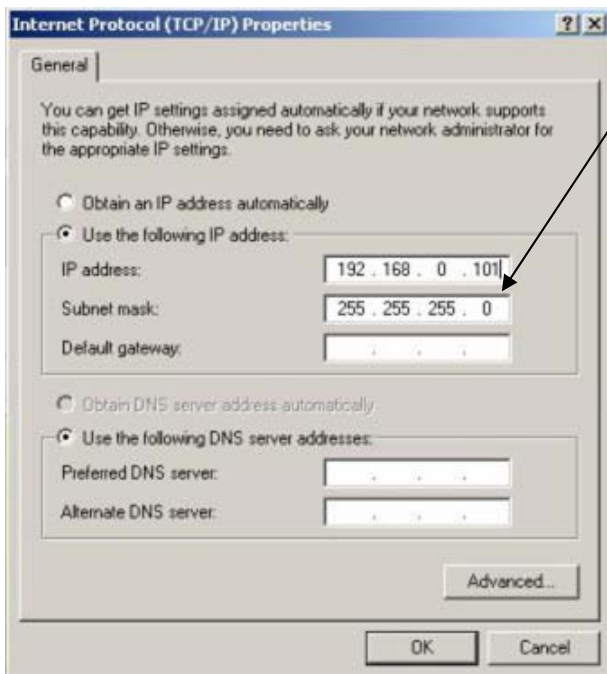 Internet Protocol (TCP/IP) Properties
General
You can get IP settings assigned automatically if your network supports
this capability. Otherwise, you need to ask your network administrator for
the appropriate IP settings.
Obtain an IP address automatically
Use the following IP address:
IP address: 192 . 168 . 0 . 101
Subnet mask: 255 . 255 . 255 . 0
Default gateway: . . .
Obtain DNS server address automatically
Use the following DNS server addresses:
Preferred DNS server: . . .
Alternate DNS server: . . .
Advanced...
OK Cancel